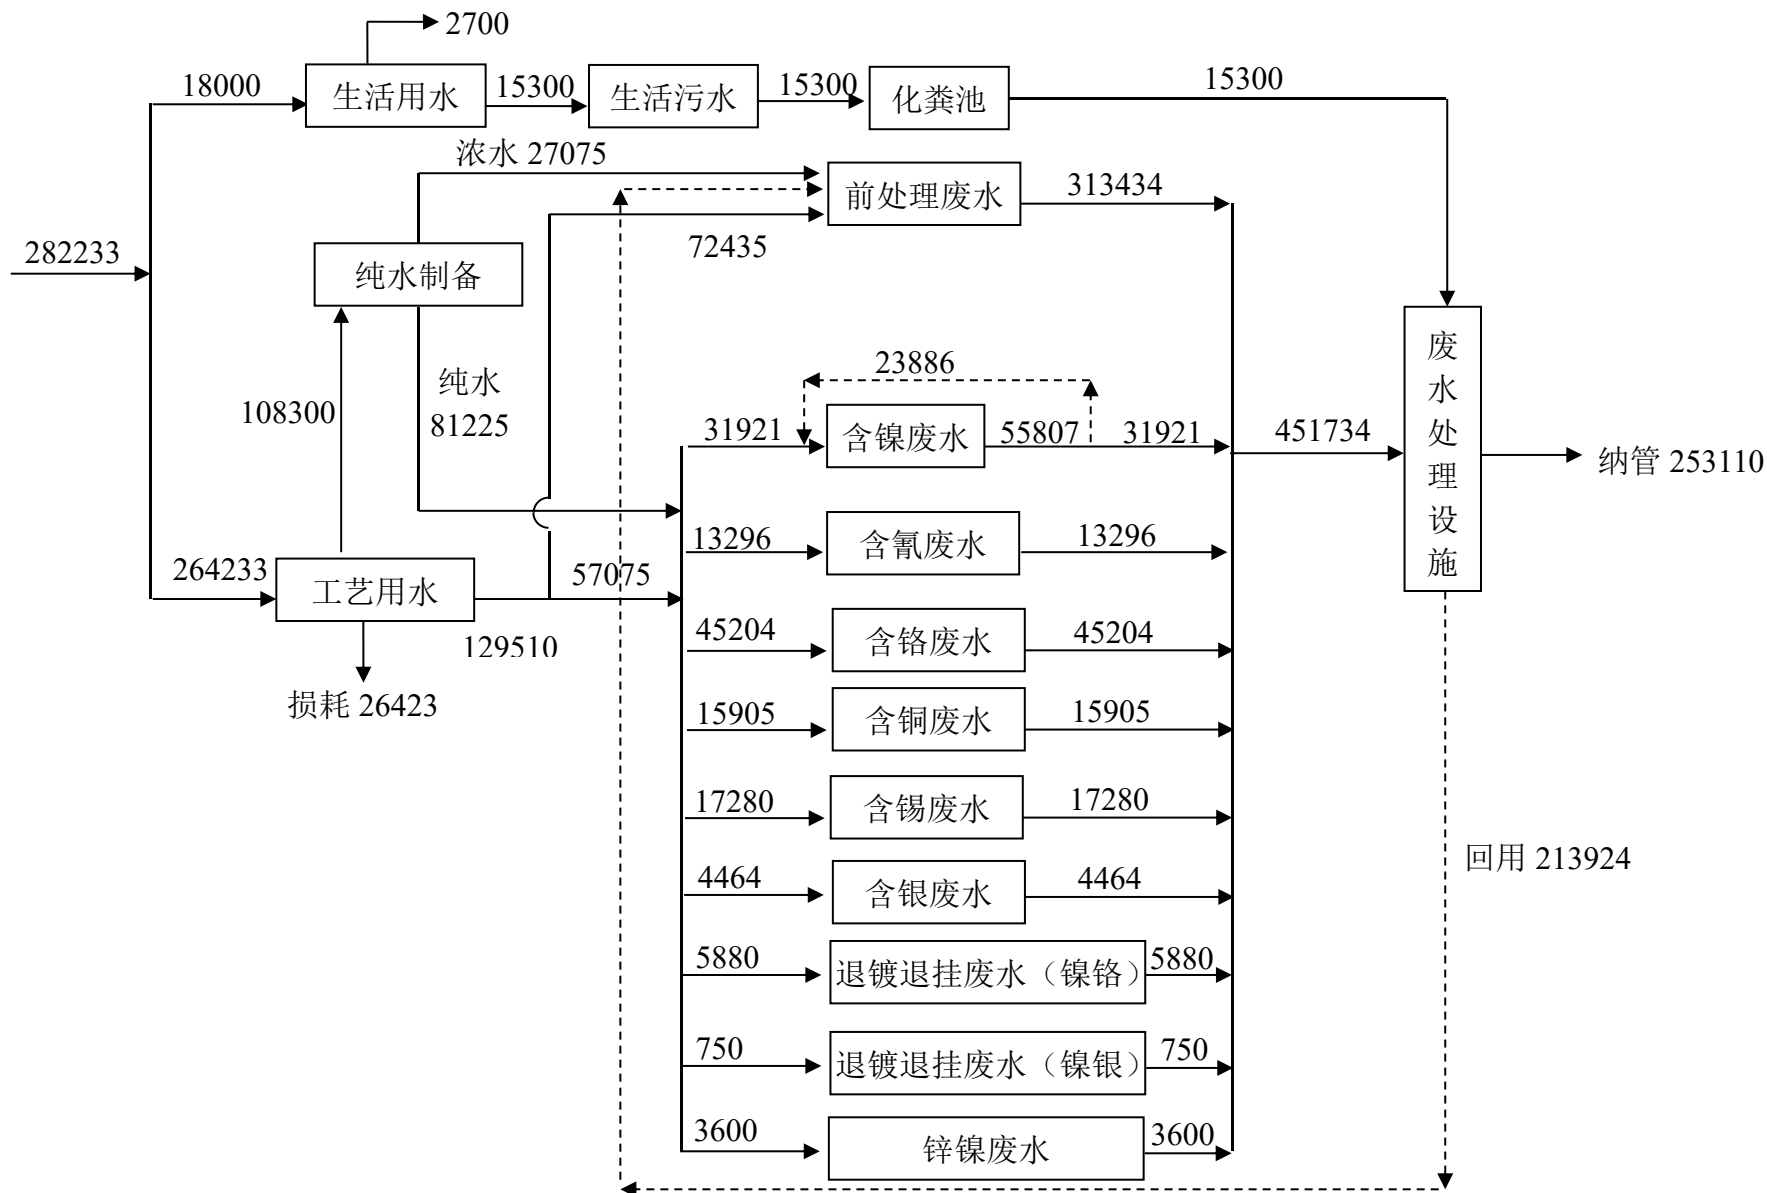 2700
18000
生活用水
15300
生活污水
15300
化粪池
15300
浓水 27075
前处理废水
313434
72435
282233
纯水制备
108300
纯水
81225
23886
31921
含镍废水
55807
31921
451734
废水处理设施
纳管 253110
13296
含氰废水
13296
264233
工艺用水
57075
129510
损耗 26423
45204
含铬废水
45204
15905
含铜废水
15905
17280
含锡废水
17280
4464
含银废水
4464
回用 213924
5880
退镀退挂废水（镍铬）
5880
750
退镀退挂废水（镍银）
750
3600
锌镍废水
3600